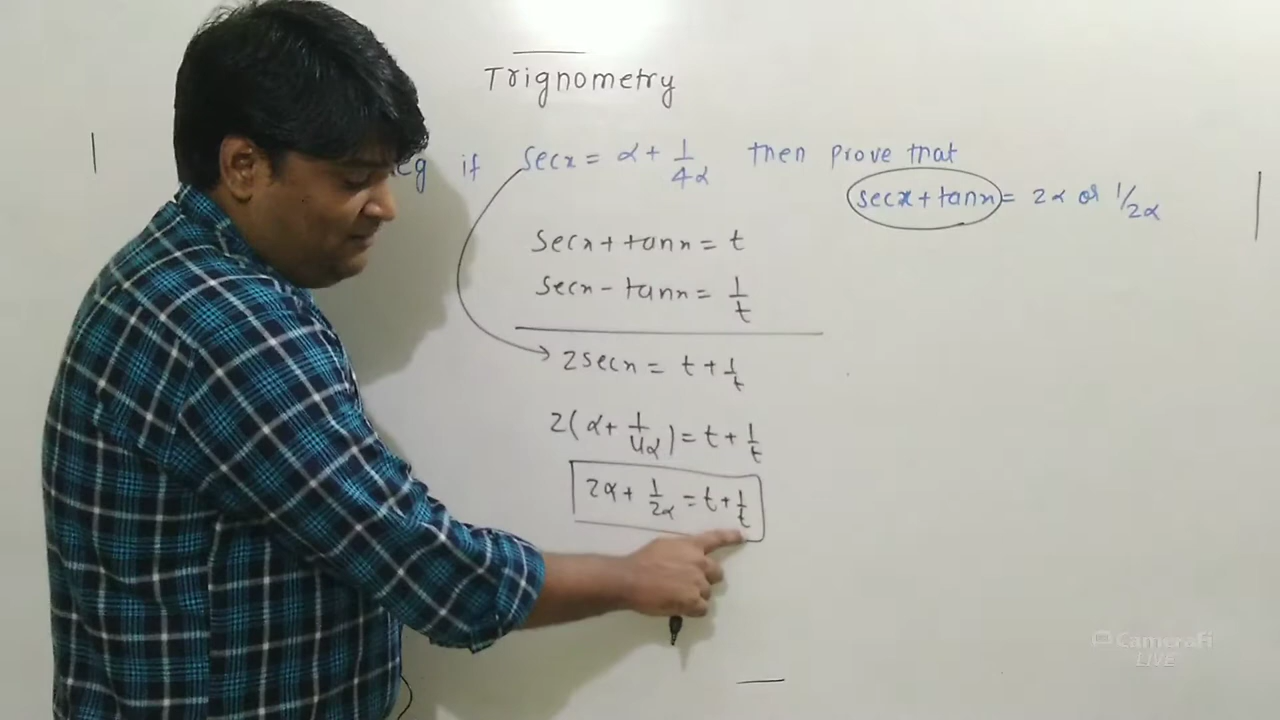 Trignometry
eg if secx = α + 1/4α then prove that
secx + tanx = 2α or 1/2α
secx + tanx = t
secx - tanx = 1/t
2secx = t + 1/t
2(α + 1/4α) = t + 1/t
2α + 1/2α = t + 1/t
CameraFi
LIVE